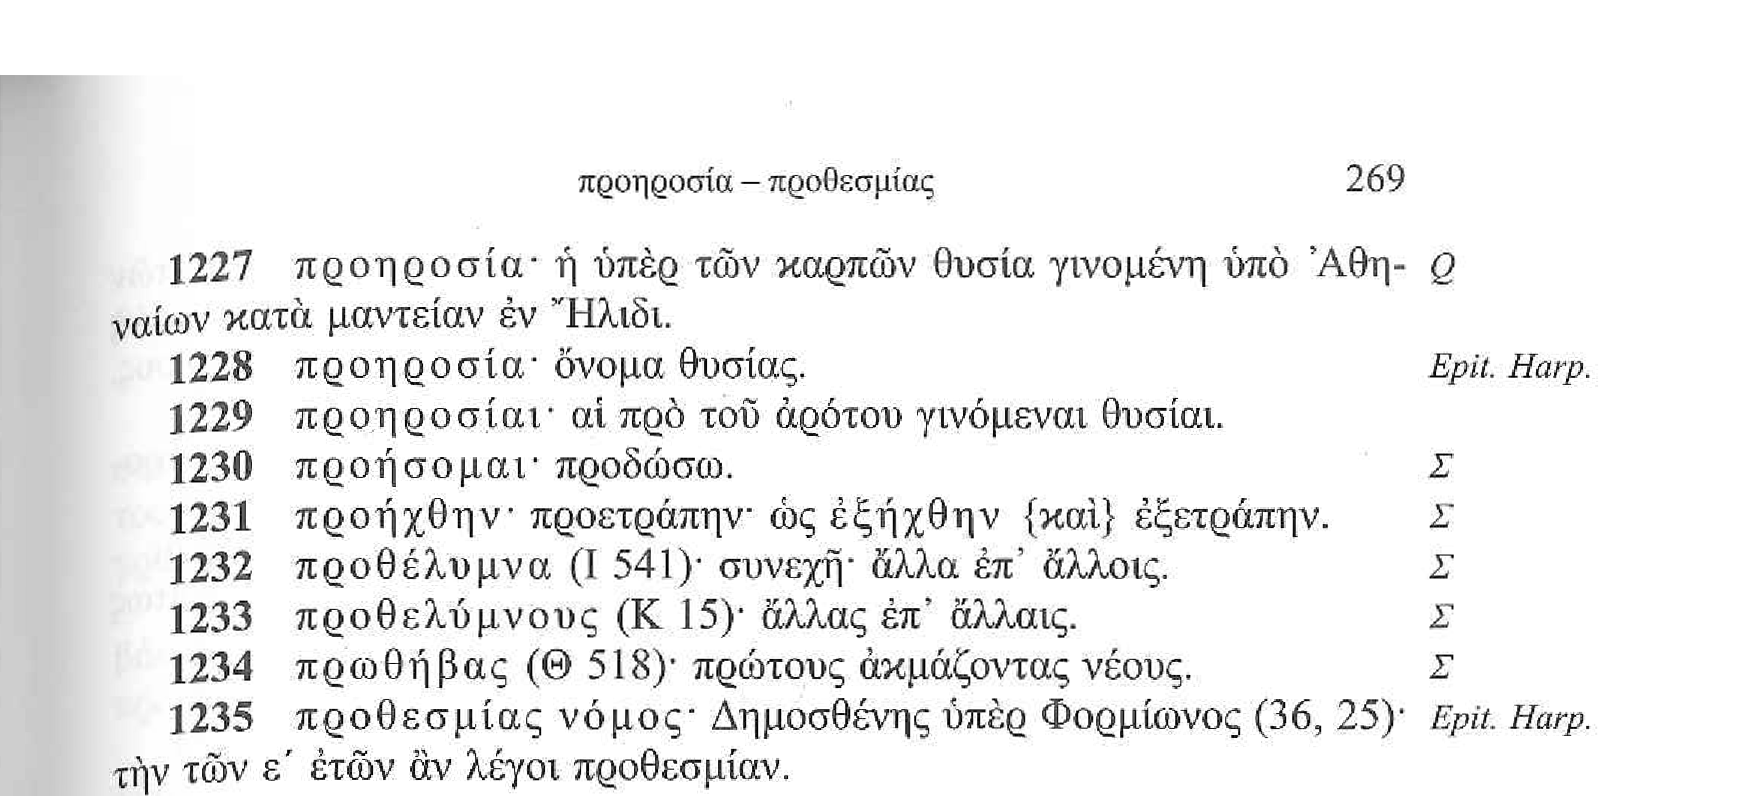 προηροσία – προθεσμίας 269
1227 προηροσία· ἡ ὑπὲρ τῶν καρπῶν θυσία γινομένη ὑπὸ Ἀθη- Q
ναίων κατὰ μαντείαν ἐν Ἤλιδι.
1228 προηροσία· ὄνομα θυσίας. Epit. Harp.
1229 προηροσίαι· αἱ πρὸ τοῦ ἀρότου γινόμεναι θυσίαι.
1230 προήσομαι· προδώσω. Σ
1231 προήχθην· προετράπην· ὡς ἐξήχθην {καὶ} ἐξετράπην. Σ
1232 προθέλυμνα (Ι 541)· συνεχῆ· ἄλλα ἐπ’ ἄλλοις. Σ
1233 προθελύμνους (Κ 15)· ἄλλας ἐπ’ ἄλλαις. Σ
1234 πρωθήβας (Θ 518)· πρώτους ἀκμάζοντας νέους. Σ
1235 προθεσμίας νόμος· Δημοσθένης ὑπὲρ Φορμίωνος (36, 25)· Epit. Harp.
τὴν τῶν ε´ ἐτῶν ἂν λέγοι προθεσμίαν.